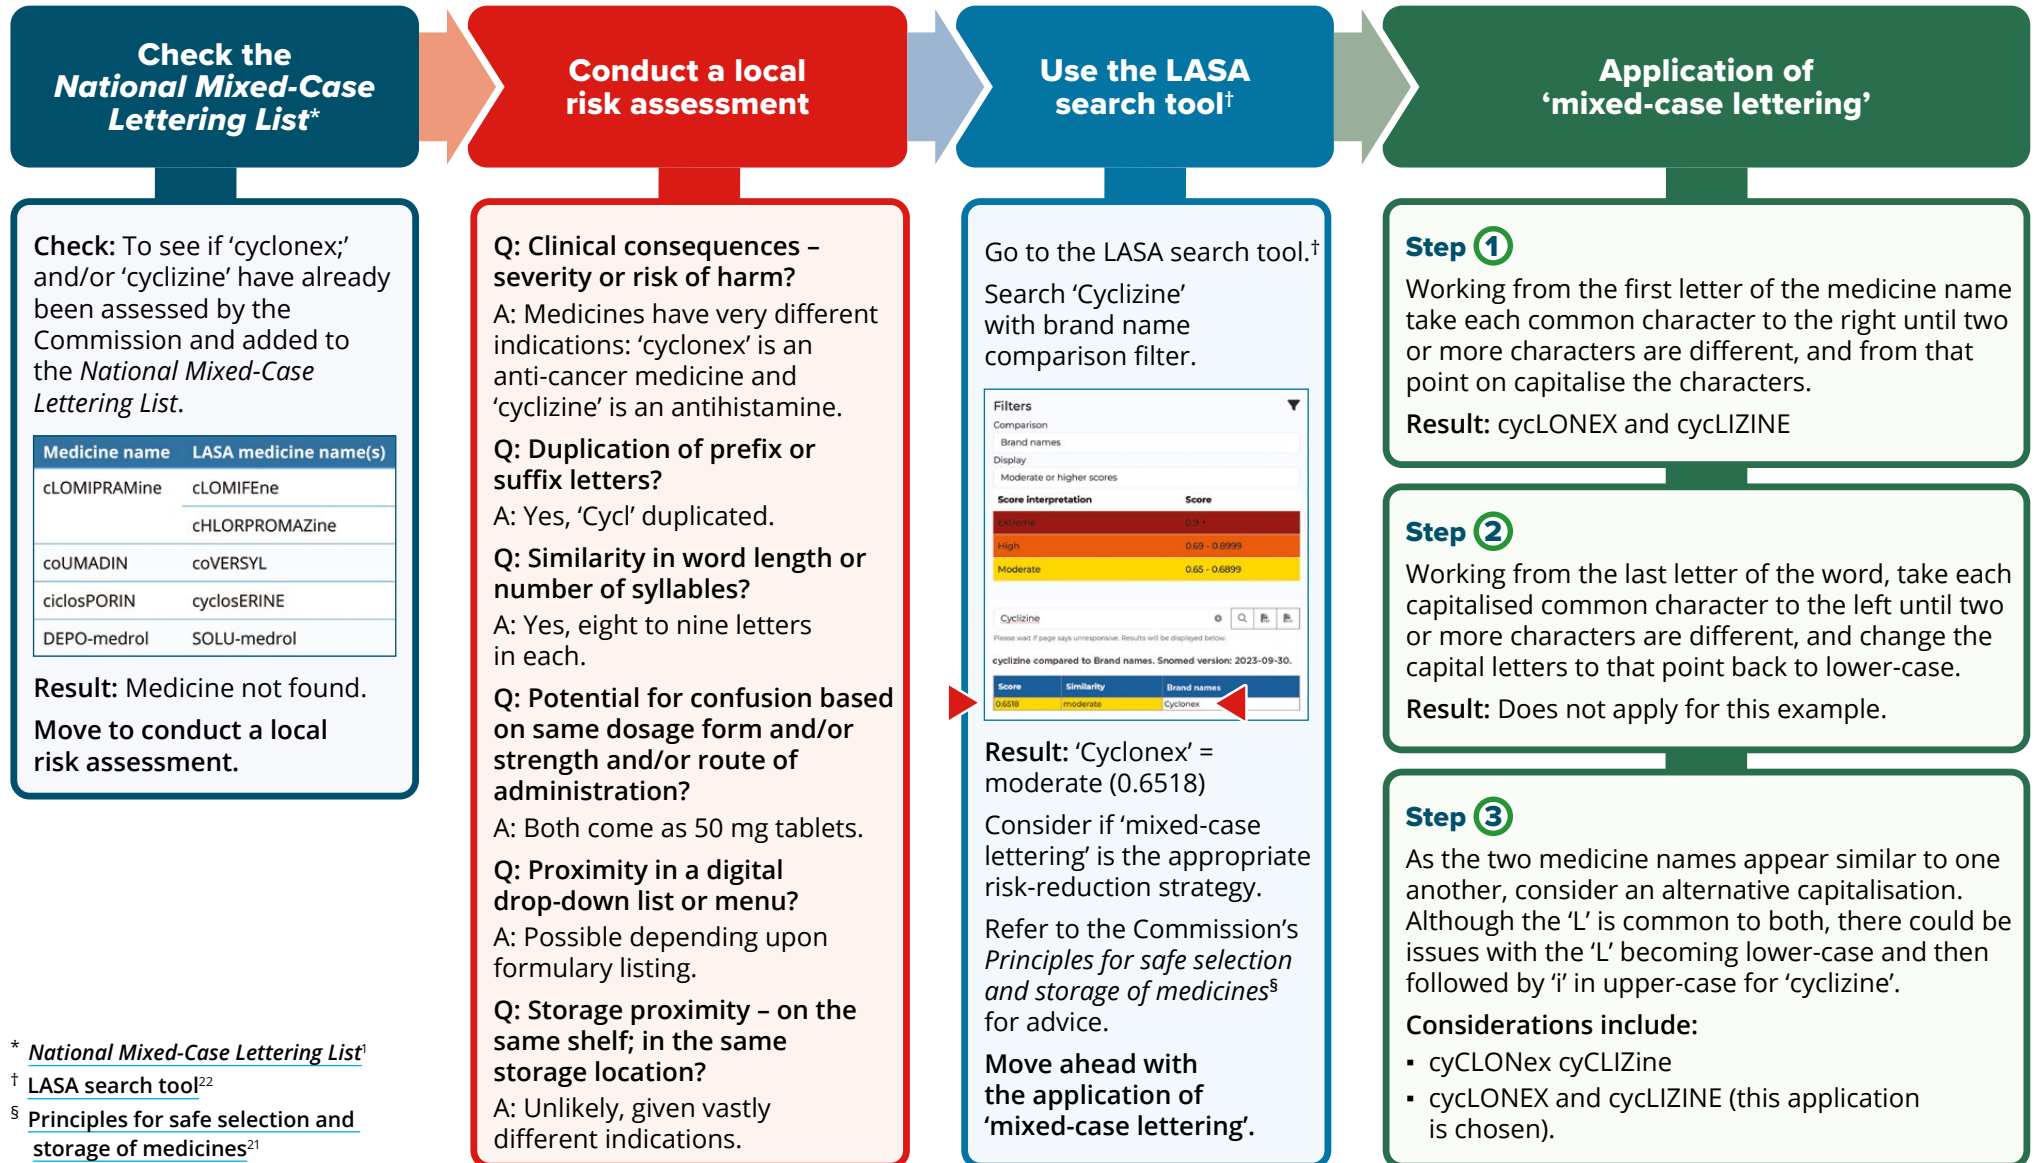 Check the
National Mixed-Case
Lettering List*
Check: To see if ‘cyclonex;’
and/or ‘cyclizine’ have already
been assessed by the
Commission and added to
the National Mixed-Case
Lettering List.
Medicine name LASA medicine name(s)
cLOMIPRAMine cLOMIFEne
cHLORPROMAZine
coUMADIN coVERSYL
ciclosPORIN cyclosERINE
DEPO-medrol SOLU-medrol
Result: Medicine not found.
Move to conduct a local
risk assessment.
* National Mixed-Case Lettering List1
† LASA search tool22
§ Principles for safe selection and
storage of medicines21
Conduct a local
risk assessment
Q: Clinical consequences –
severity or risk of harm?
A: Medicines have very different
indications: ‘cyclonex’ is an
anti-cancer medicine and
‘cyclizine’ is an antihistamine.
Q: Duplication of prefix or
suffix letters?
A: Yes, ‘Cycl’ duplicated.
Q: Similarity in word length or
number of syllables?
A: Yes, eight to nine letters
in each.
Q: Potential for confusion based
on same dosage form and/or
strength and/or route of
administration?
A: Both come as 50 mg tablets.
Q: Proximity in a digital
drop-down list or menu?
A: Possible depending upon
formulary listing.
Q: Storage proximity – on the
same shelf; in the same
storage location?
A: Unlikely, given vastly
different indications.
Use the LASA
search tool†
Go to the LASA search tool.†
Search ‘Cyclizine’
with brand name
comparison filter.
Filters
Comparison
Brand names
Display
Moderate or higher scores
Score interpretation Score
Extreme 0.9 +
High 0.69 - 0.8999
Moderate 0.65 - 0.6899
Cyclizine
Please wait if page says unresponsive. Results will be displayed below.
cyclizine compared to Brand names. Snomed version: 2023-09-30.
Score Similarity Brand names
0.6518 moderate Cyclonex
Result: ‘Cyclonex’ =
moderate (0.6518)
Consider if ‘mixed-case
lettering’ is the appropriate
risk-reduction strategy.
Refer to the Commission’s
Principles for safe selection
and storage of medicines§
for advice.
Move ahead with
the application of
‘mixed-case lettering’.
Application of
‘mixed-case lettering’
Step 1
Working from the first letter of the medicine name
take each common character to the right until two
or more characters are different, and from that
point on capitalise the characters.
Result: cycLONEX and cycLIZINE
Step 2
Working from the last letter of the word, take each
capitalised common character to the left until two
or more characters are different, and change the
capital letters to that point back to lower-case.
Result: Does not apply for this example.
Step 3
As the two medicine names appear similar to one
another, consider an alternative capitalisation.
Although the ‘L’ is common to both, there could be
issues with the ‘L’ becoming lower-case and then
followed by ‘i’ in upper-case for ‘cyclizine’.
Considerations include:
▪ cyCLONex cyCLIZine
▪ cycLONEX and cycLIZINE (this application
is chosen).